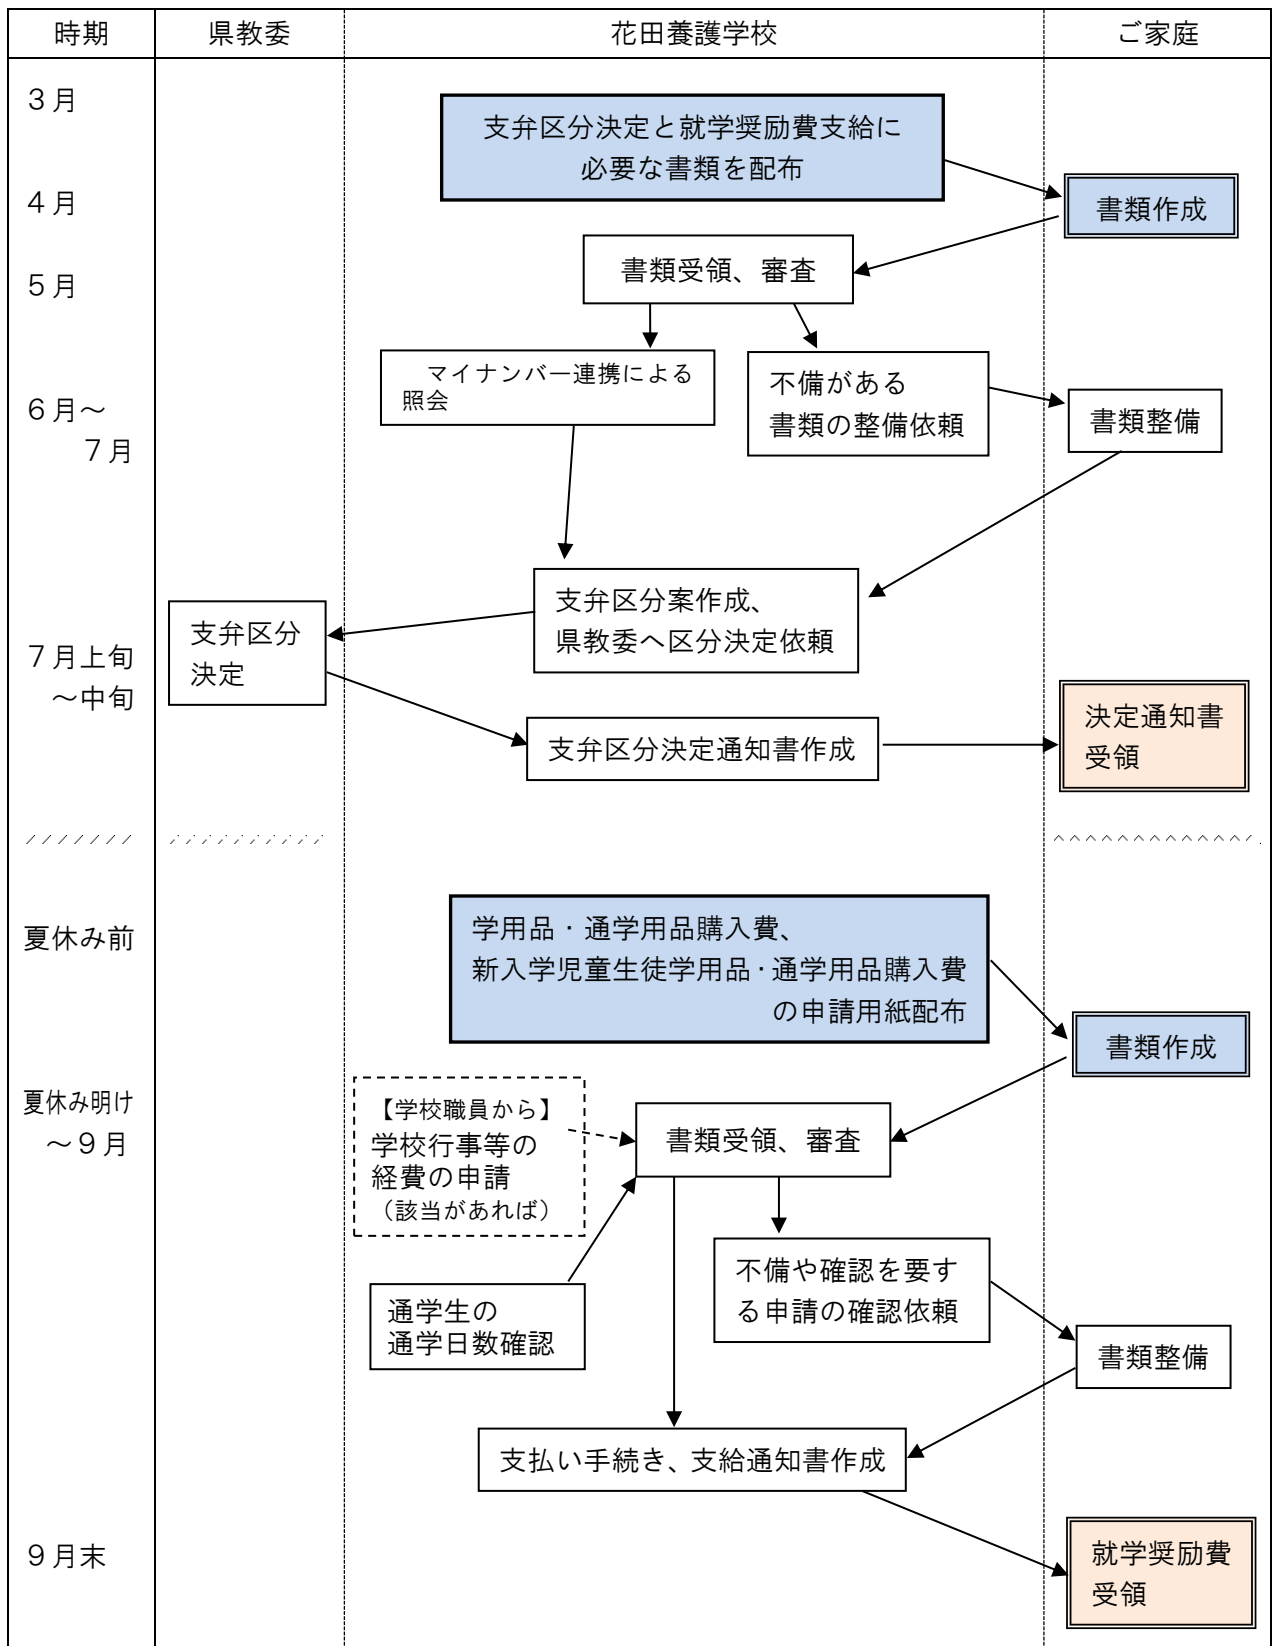 時期
県教委
花田養護学校
ご家庭
３月
支弁区分決定と就学奨励費支給に
必要な書類を配布
４月
書類作成
書類受領、審査
５月
マイナンバー連携による
照会
不備がある
書類の整備依頼
６月～
７月
書類整備
支弁区分案作成、
県教委へ区分決定依頼
支弁区分
決定
７月上旬
～中旬
支弁区分決定通知書作成
決定通知書
受領
夏休み前
学用品・通学用品購入費、
新入学児童生徒学用品･通学用品購入費
の申請用紙配布
書類作成
夏休み明け
～９月
【学校職員から】
学校行事等の
経費の申請
（該当があれば）
書類受領、審査
不備や確認を要す
る申請の確認依頼
通学生の
通学日数確認
書類整備
支払い手続き、支給通知書作成
９月末
就学奨励費
受領